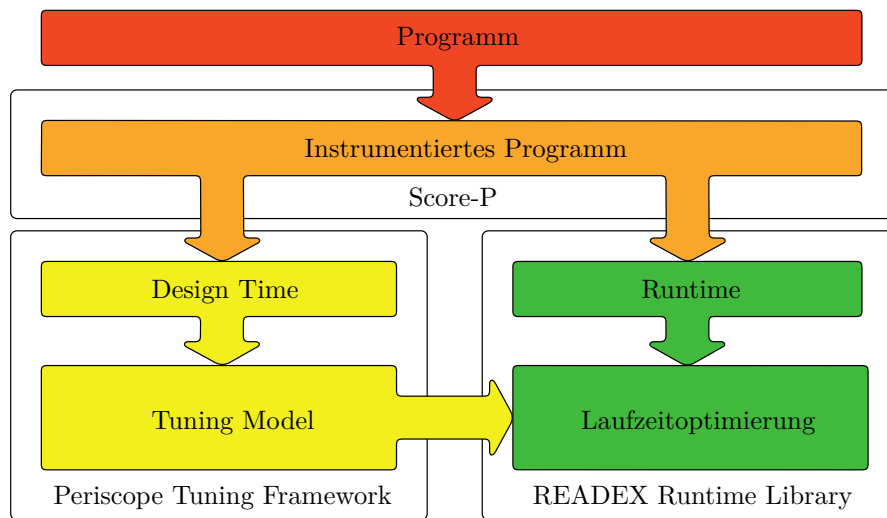 Programm
Instrumentiertes Programm
Score-P
Design Time
Runtime
Tuning Model
Laufzeitoptimierung
Periscope Tuning Framework
READEX Runtime Library